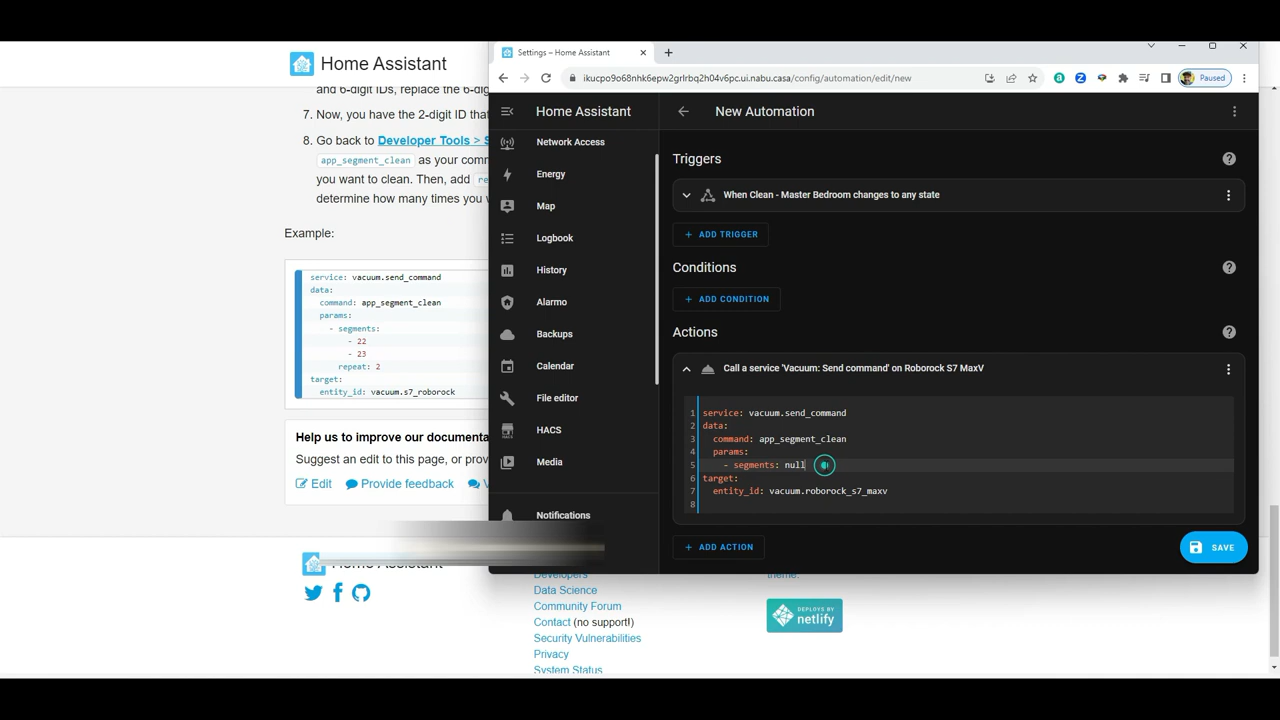 Home Assistant
and 6-digit IDs, replace the 6-dig
7. Now, you have the 2-digit ID that
8. Go back to Developer Tools > S
app_segment_clean as your comm
you want to clean. Then, add re
determine how many times you w
Example:
service: vacuum.send_command
data:
command: app_segment_clean
params:
- segments:
- 22
- 23
repeat: 2
target:
entity_id: vacuum.s7_roborock
Help us to improve our documenta
Suggest an edit to this page, or prov
Edit Provide feedback V
Home Assistant
Developers
Data Science
Community Forum
Contact (no support!)
Security Vulnerabilities
Privacy
System Status
theme.
DEPLOYS BY
netlify
Settings – Home Assistant
ikucpo9o68nhk6epw2grlrbq2h04v6pc.ui.nabu.casa/config/automation/edit/new
Paused
Home Assistant
Network Access
Energy
Map
Logbook
History
Alarmo
Backups
Calendar
File editor
HACS
HACS
Media
Notifications
New Automation
Triggers
When Clean - Master Bedroom changes to any state
+ ADD TRIGGER
Conditions
+ ADD CONDITION
Actions
Call a service 'Vacuum: Send command' on Roborock S7 MaxV
1 service: vacuum.send_command
2 data:
3 command: app_segment_clean
4 params:
5 - segments: null
6 target:
7 entity_id: vacuum.roborock_s7_maxv
8
+ ADD ACTION
SAVE